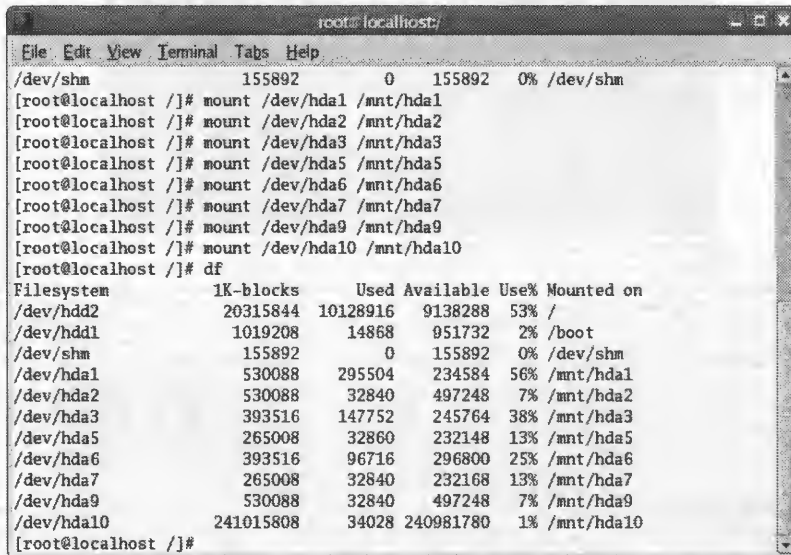 root@localhost:/
File Edit View Terminal Tabs Help
/dev/shm 155892 0 155892 0% /dev/shm
[root@localhost /]# mount /dev/hda1 /mnt/hda1
[root@localhost /]# mount /dev/hda2 /mnt/hda2
[root@localhost /]# mount /dev/hda3 /mnt/hda3
[root@localhost /]# mount /dev/hda5 /mnt/hda5
[root@localhost /]# mount /dev/hda6 /mnt/hda6
[root@localhost /]# mount /dev/hda7 /mnt/hda7
[root@localhost /]# mount /dev/hda9 /mnt/hda9
[root@localhost /]# mount /dev/hda10 /mnt/hda10
[root@localhost /]# df
Filesystem 1K-blocks Used Available Use% Mounted on
/dev/hdd2 20315844 10128916 9138288 53% /
/dev/hdd1 1019208 14868 951732 2% /boot
/dev/shm 155892 0 155892 0% /dev/shm
/dev/hda1 530088 295504 234584 56% /mnt/hda1
/dev/hda2 530088 32840 497248 7% /mnt/hda2
/dev/hda3 393516 147752 245764 38% /mnt/hda3
/dev/hda5 265008 32860 232148 13% /mnt/hda5
/dev/hda6 393516 96716 296800 25% /mnt/hda6
/dev/hda7 265008 32840 232168 13% /mnt/hda7
/dev/hda9 530088 32840 497248 7% /mnt/hda9
/dev/hda10 241015808 34028 240981780 1% /mnt/hda10
[root@localhost /]#